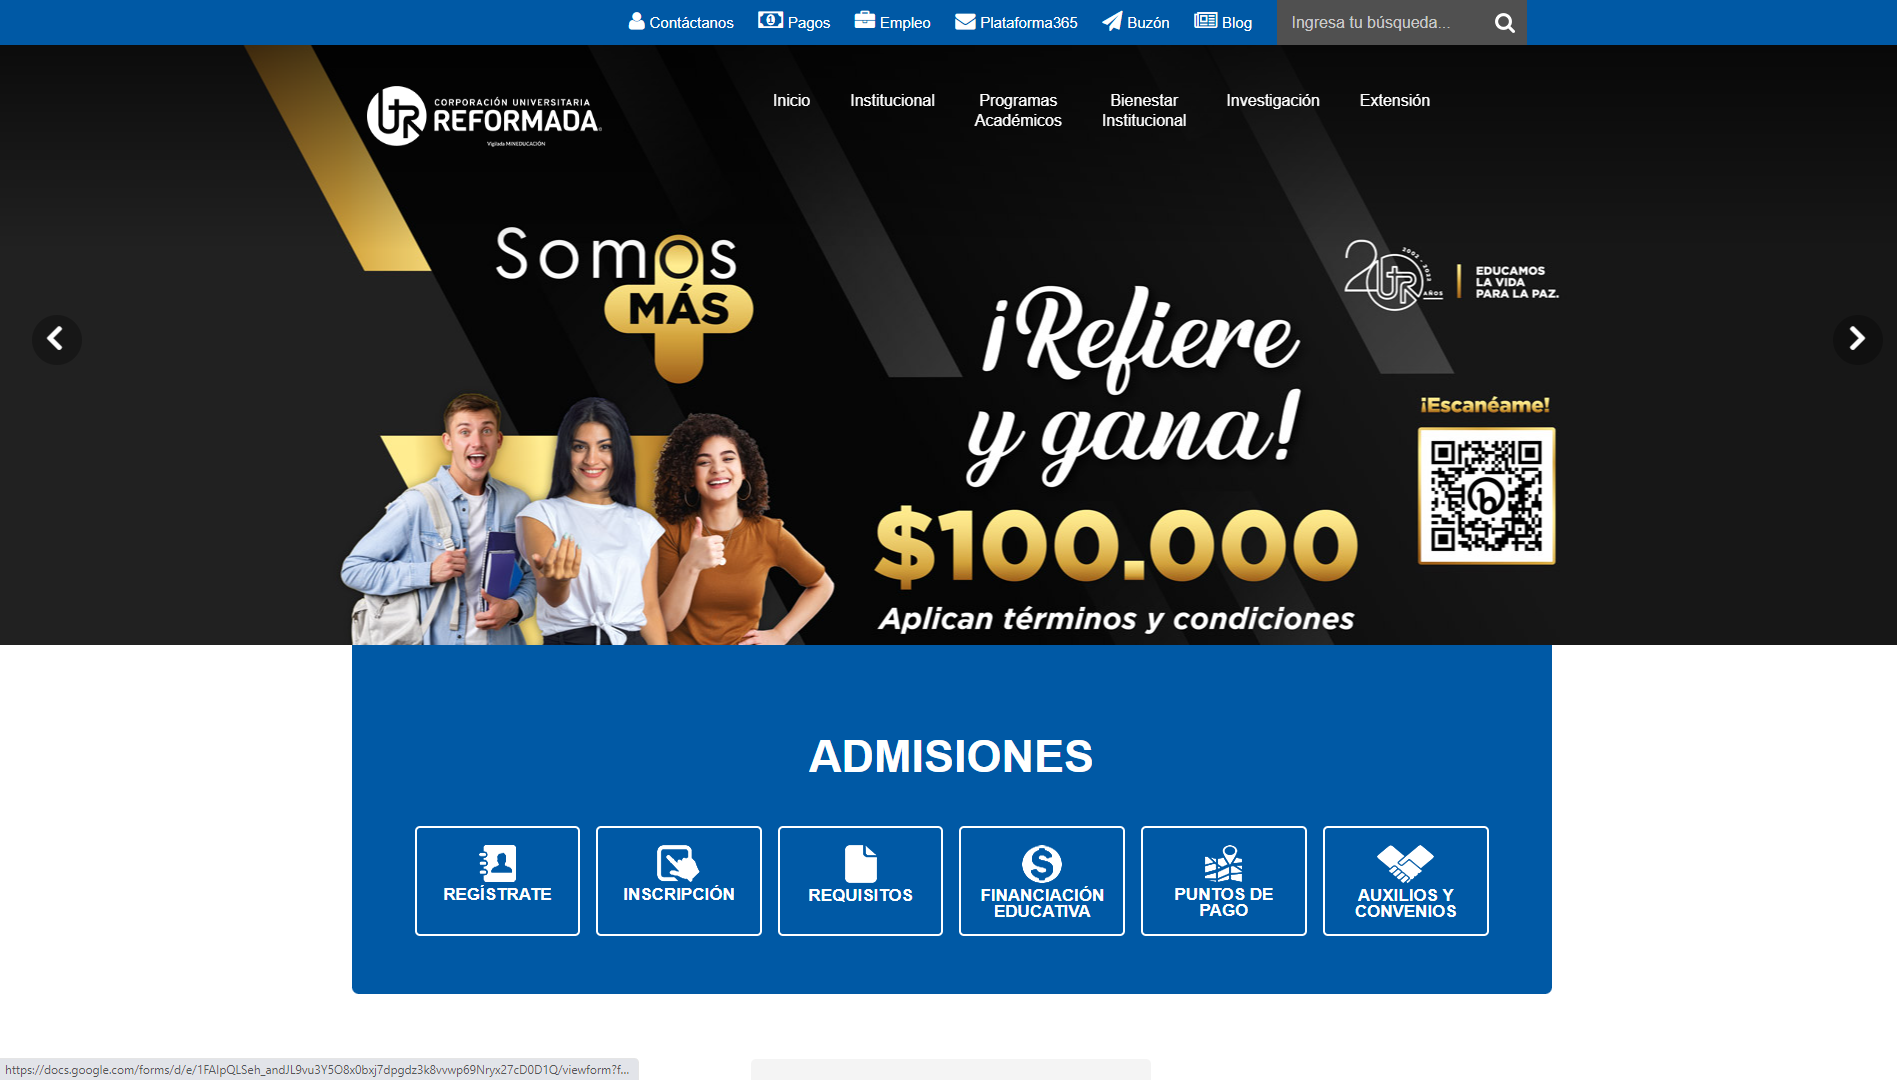 Contáctanos
Pagos
Empleo
Plataforma365
Buzón
Blog
Ingresa tu búsqueda...
CORPORACIÓN UNIVERSITARIA
REFORMADA
Vigilada MINEDUCACIÓN
Inicio
Institucional
Programas
Académicos
Bienestar
Institucional
Investigación
Extensión
Somos
MÁS
2002 - 2022
20
AÑOS
EDUCAMOS
LA VIDA
PARA LA PAZ.
¡Refiere
y gana!
$100.000
Aplican términos y condiciones
¡Escanéame!
ADMISIONES
REGÍSTRATE
INSCRIPCIÓN
REQUISITOS
FINANCIACIÓN
EDUCATIVA
PUNTOS DE
PAGO
AUXILIOS Y
CONVENIOS
https://docs.google.com/forms/d/e/1FAIpQLSeh_andJL9vu3Y5O8x0bxj7dpgdz3k8vvwp69Nryx27cD0D1Q/viewform?f...